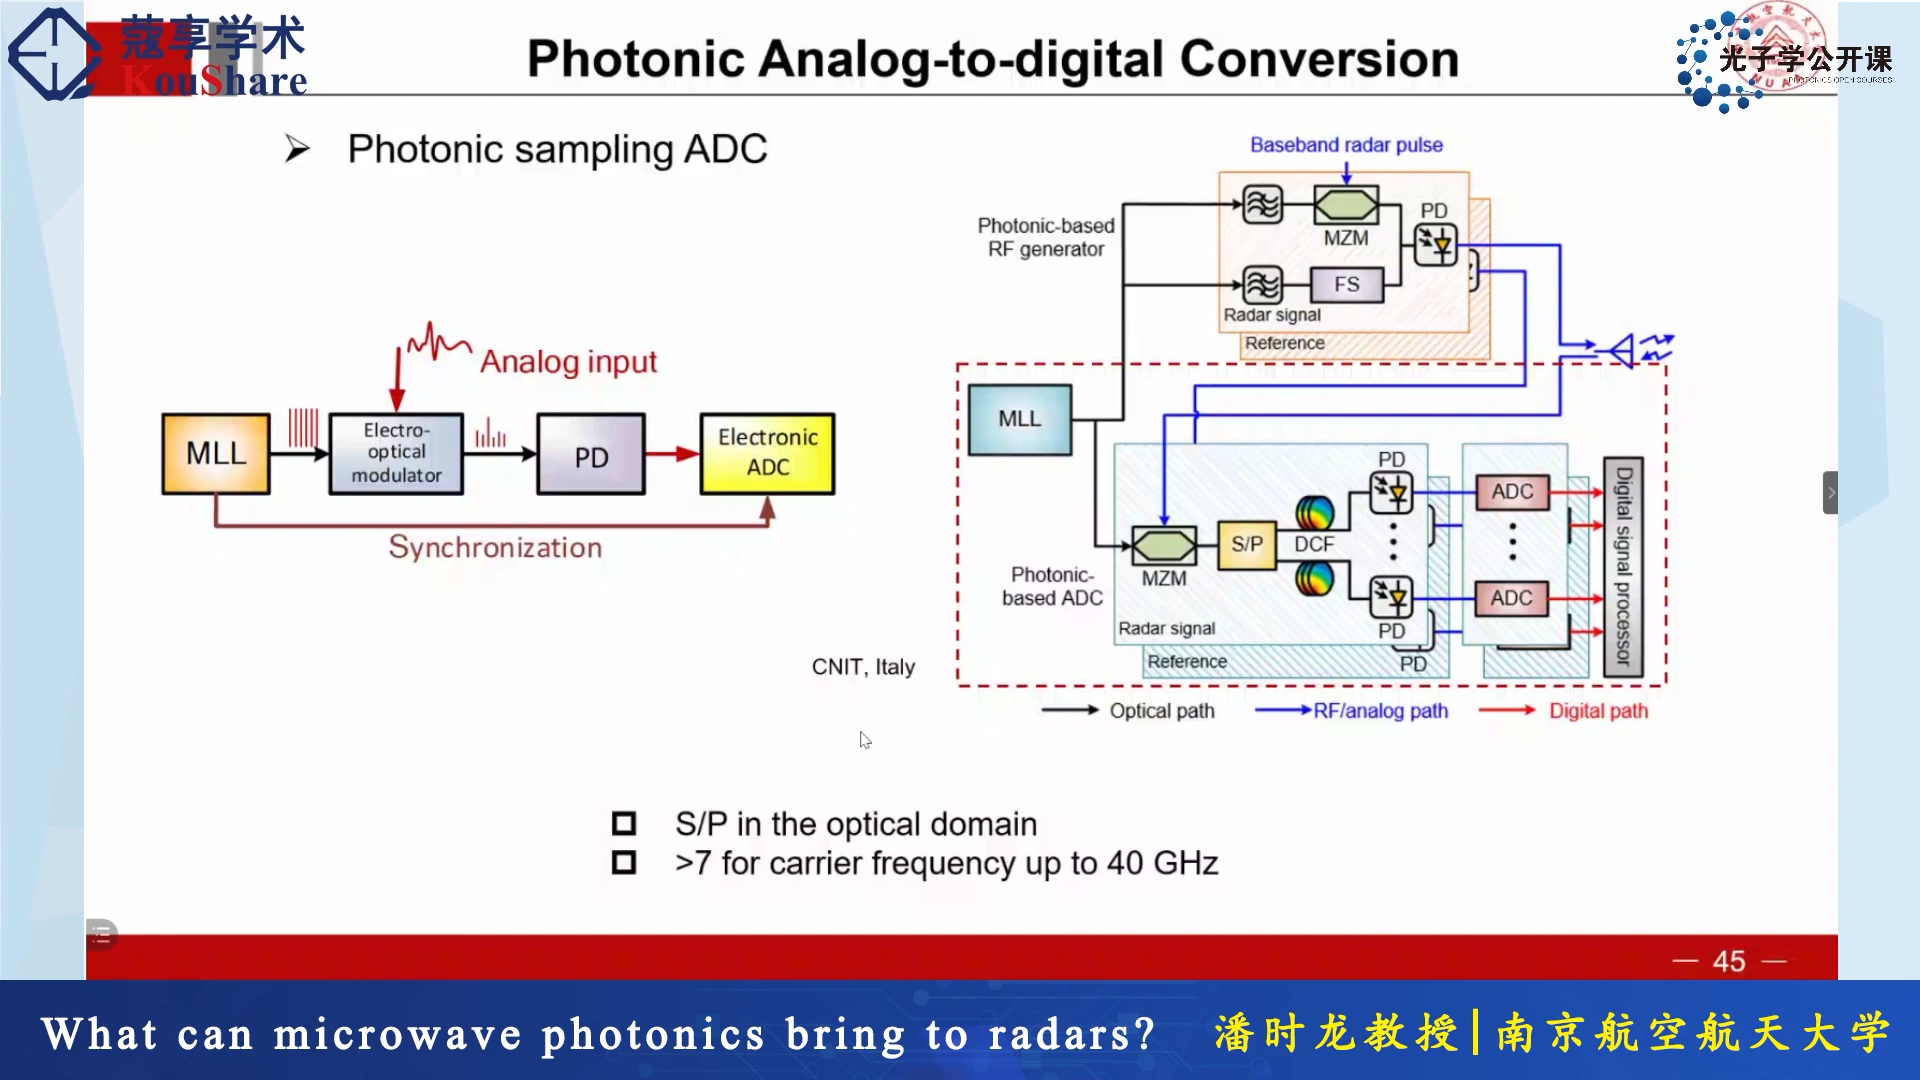 蔻享学术
KouShare
Photonic Analog-to-digital Conversion
光子学公开课
PHOTONICS OPEN COURSES
➢ Photonic sampling ADC
Analog input
MLL
Electro-
optical
modulator
PD
Electronic
ADC
Synchronization
Baseband radar pulse
Photonic-based
RF generator
MZM
PD
FS
Radar signal
Reference
MLL
PD
ADC
S/P
DCF
MZM
Photonic-
based ADC
ADC
PD
Radar signal
Reference
PD
Digital signal processor
CNIT, Italy
Optical path
RF/analog path
Digital path
S/P in the optical domain
>7 for carrier frequency up to 40 GHz
— 45 —
What can microwave photonics bring to radars?
潘时龙教授|南京航空航天大学